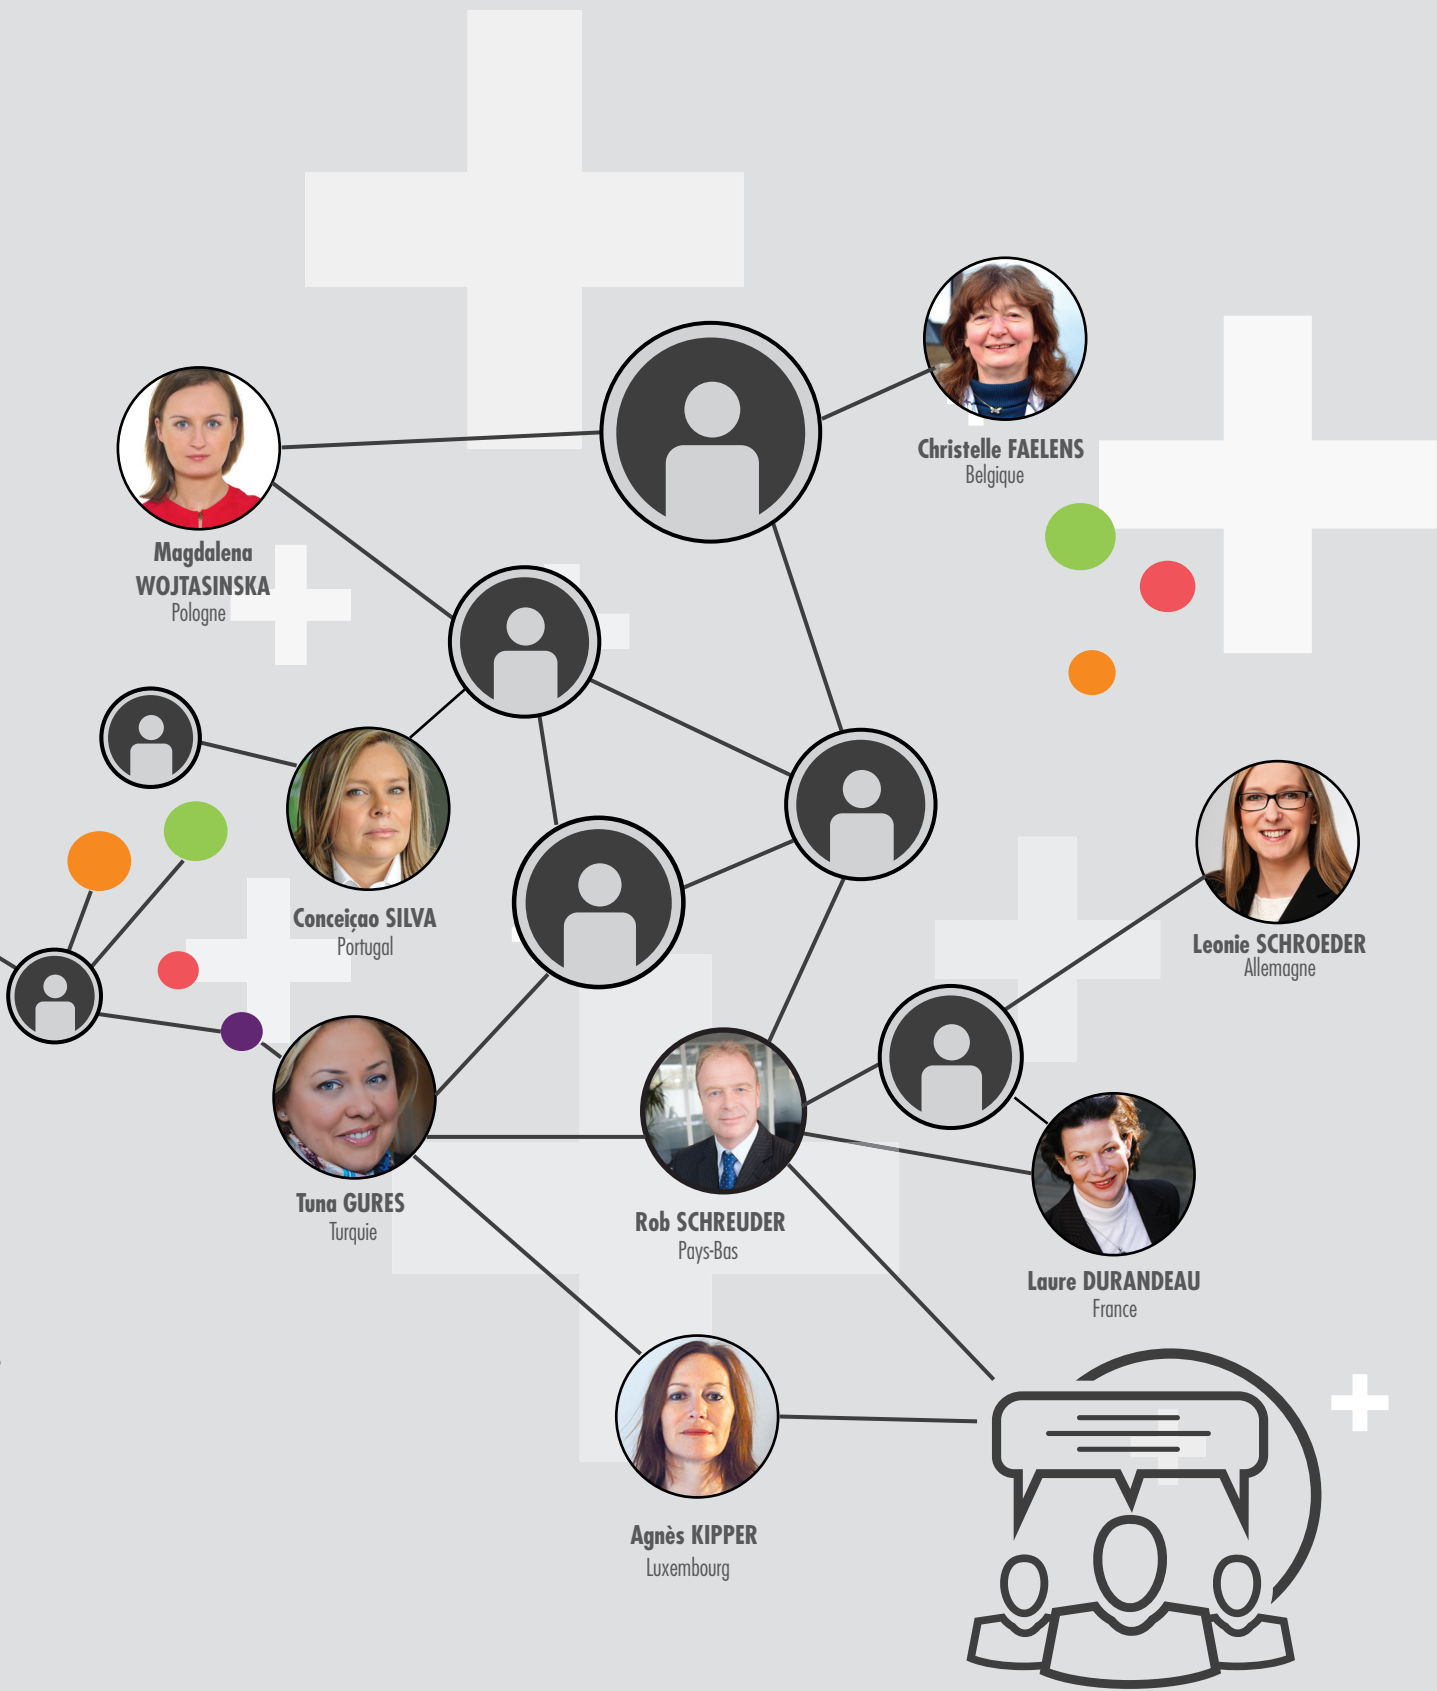 Christelle FAELENS
Belgique
Magdalena
WOJTASINSKA
Pologne
Conceiçao SILVA
Portugal
Leonie SCHROEDER
Allemagne
Tuna GURES
Turquie
Rob SCHREUDER
Pays-Bas
Laure DURANDEAU
France
Agnès KIPPER
Luxembourg